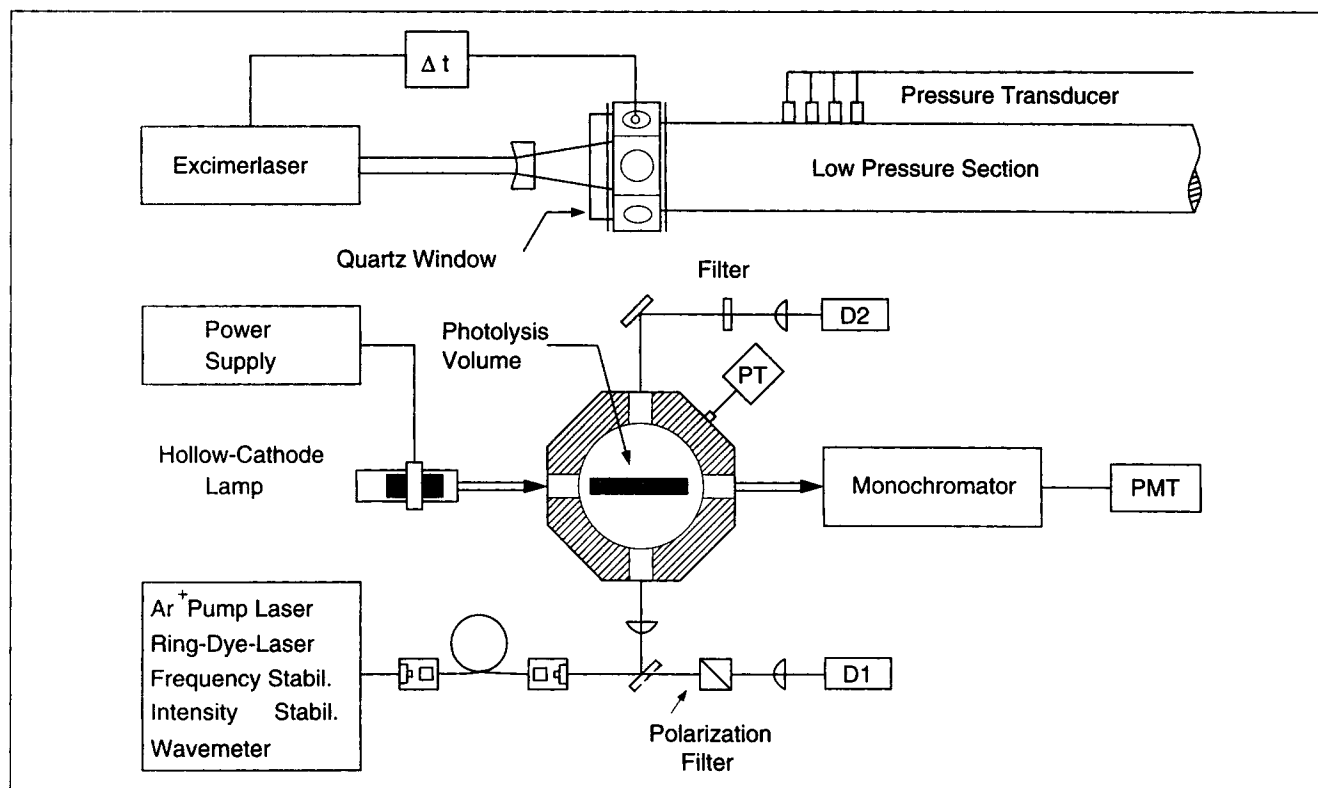 Δ t
Pressure Transducer
Excimerlaser
Low Pressure Section
Quartz Window
Filter
Power
Supply
Photolysis
Volume
D2
PT
Hollow-Cathode
Lamp
Monochromator
PMT
Ar+ Pump Laser
Ring-Dye-Laser
Frequency Stabil.
Intensity Stabil.
Wavemeter
D1
Polarization
Filter